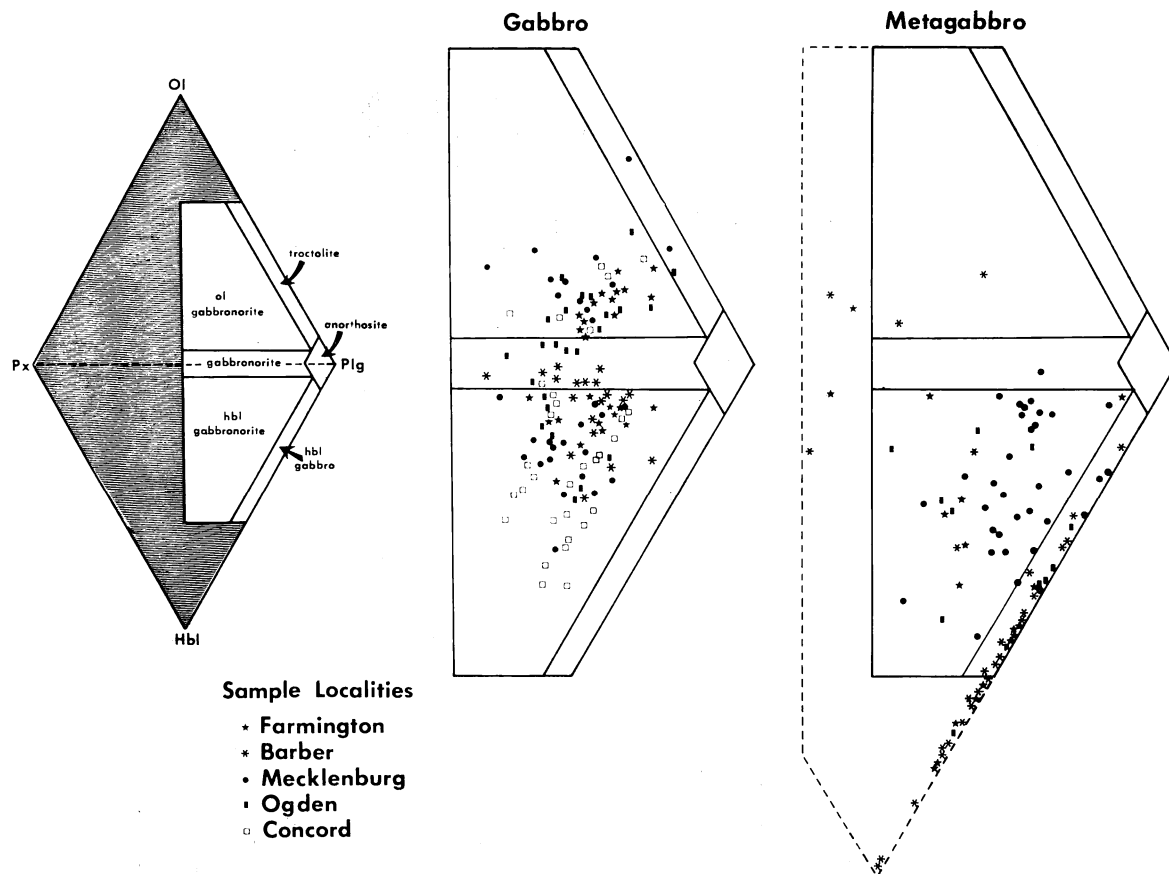 Gabbro
Metagabbro
Ol
troctolite
ol
gabbronorite
anorthosite
Px
gabbronorite
Plg
hbl
gabbronorite
hbl
gabbro
Hbl
Sample Localities
Farmington
Barber
Mecklenburg
Ogden
Concord